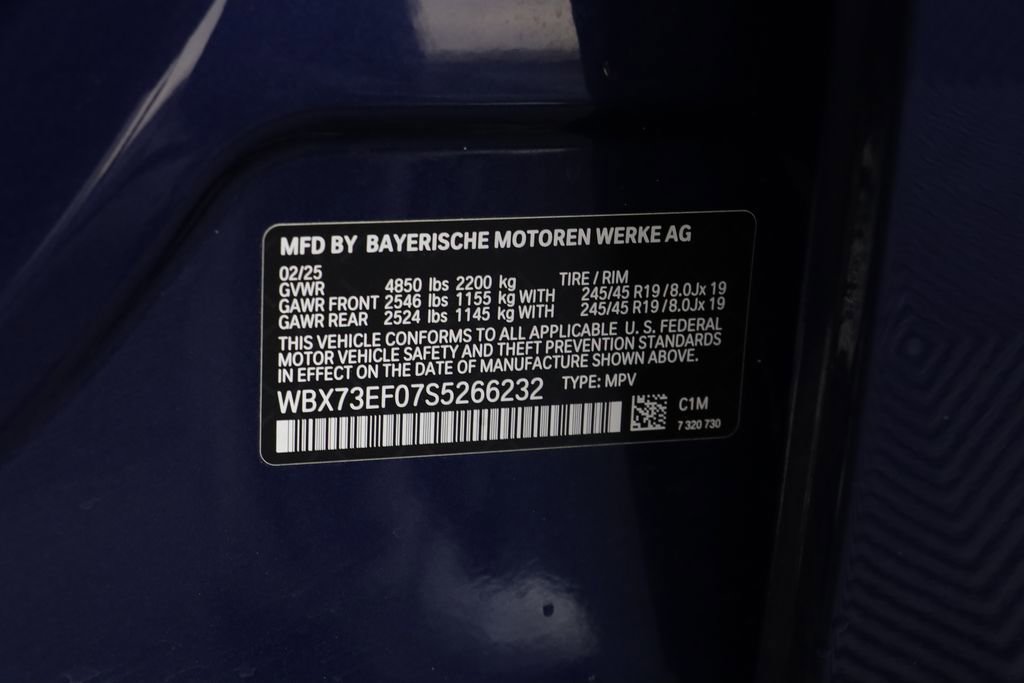 MFD BY BAYERISCHE MOTOREN WERKE AG
02/25
GVWR 4850 lbs 2200 kg TIRE / RIM
GAWR FRONT 2546 lbs 1155 kg WITH 245/45 R19 / 8.0Jx 19
GAWR REAR 2524 lbs 1145 kg WITH 245/45 R19 / 8.0Jx 19
THIS VEHICLE CONFORMS TO ALL APPLICABLE U. S. FEDERAL
MOTOR VEHICLE SAFETY AND THEFT PREVENTION STANDARDS
IN EFFECT ON THE DATE OF MANUFACTURE SHOWN ABOVE.
WBX73EF07S5266232 TYPE: MPV
C1M
7 320 730